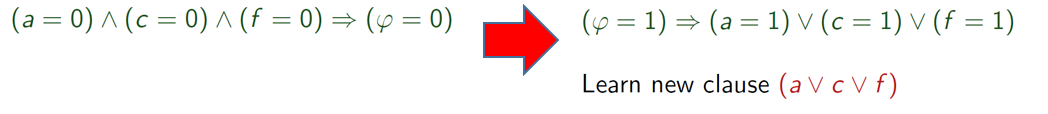 (a = 0) ∧ (c = 0) ∧ (f = 0) ⇒ (φ = 0)
(φ = 1) ⇒ (a = 1) ∨ (c = 1) ∨ (f = 1)
Learn new clause (a ∨ c ∨ f)